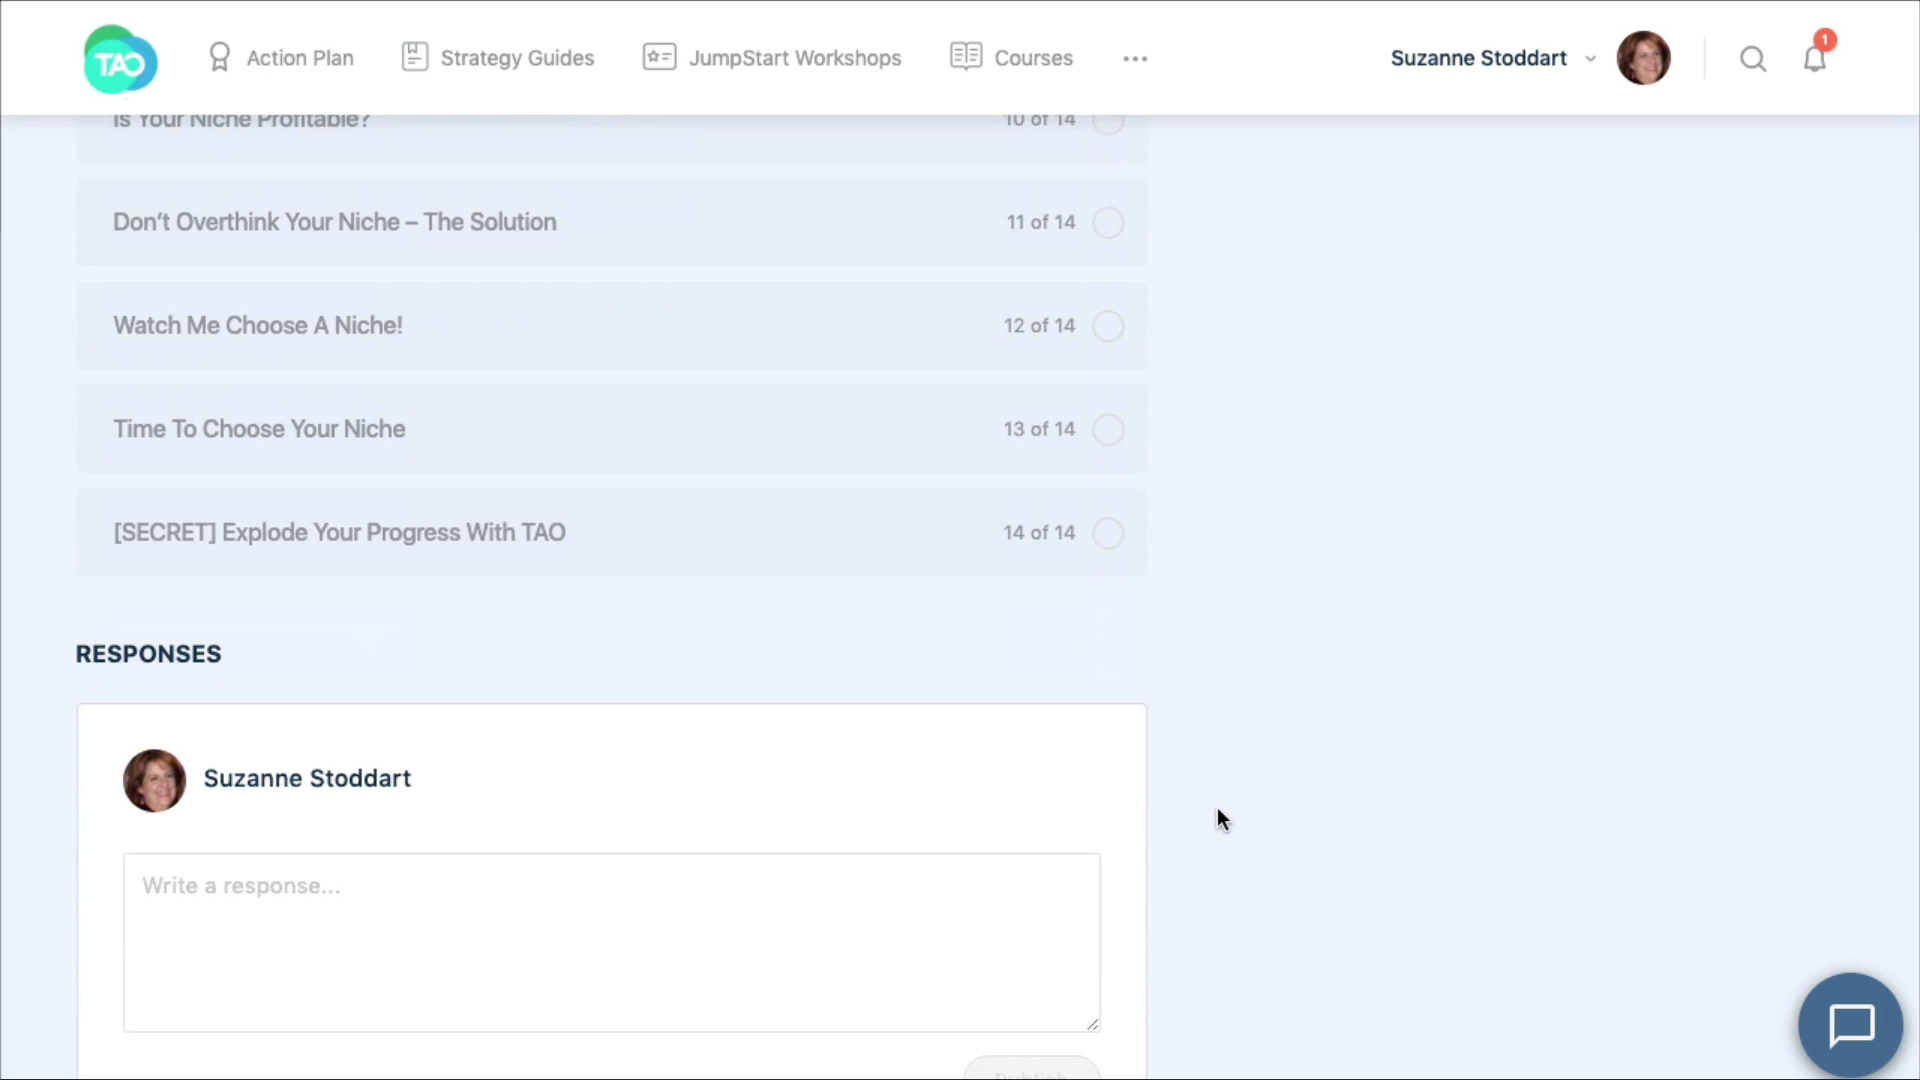 TAO
Action Plan
Strategy Guides
JumpStart Workshops
Courses
Suzanne Stoddart
1
Is Your Niche Profitable?
10 of 14
Don't Overthink Your Niche – The Solution
11 of 14
Watch Me Choose A Niche!
12 of 14
Time To Choose Your Niche
13 of 14
[SECRET] Explode Your Progress With TAO
14 of 14
RESPONSES
Suzanne Stoddart
Write a response...
Publish